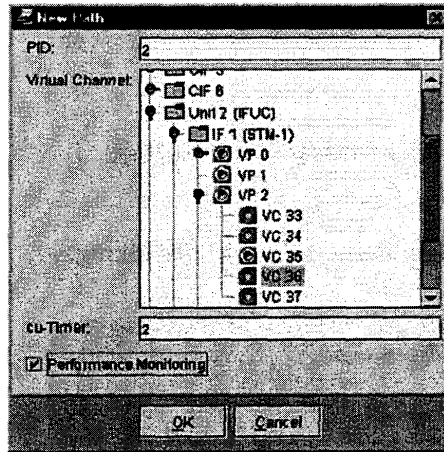 New Path
PID:
2
Virtual Channel:
CIF 6
Unit 2 (IFUC)
IF 1 (STM-1)
VP 0
VP 1
VP 2
VC 33
VC 34
VC 35
VC 36
VC 37
cu-Timer:
2
Performance Monitoring
OK
Cancel